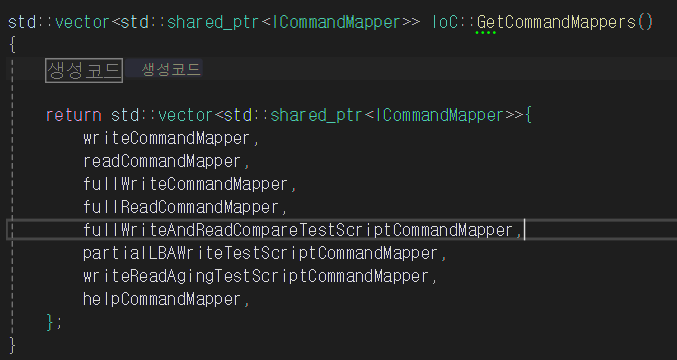 std::vector<std::shared_ptr<ICommandMapper>> IoC::GetCommandMappers()
{
생성코드 생성코드
return std::vector<std::shared_ptr<ICommandMapper>>{
writeCommandMapper,
readCommandMapper,
fullWriteCommandMapper,
fullReadCommandMapper,
fullWriteAndReadCompareTestScriptCommandMapper,
partialLBAWriteTestScriptCommandMapper,
writeReadAgingTestScriptCommandMapper,
helpCommandMapper,
};
}